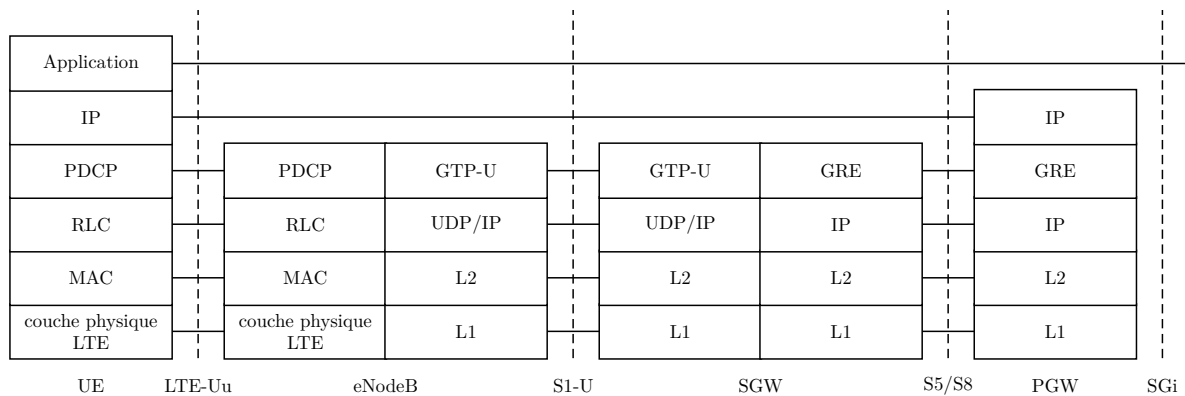 Application
IP
IP
PDCP
PDCP
GTP-U
GTP-U
GRE
GRE
RLC
RLC
UDP/IP
UDP/IP
IP
IP
MAC
MAC
L2
L2
L2
L2
couche physique
LTE
couche physique
LTE
L1
L1
L1
L1
UE
LTE-Uu
eNodeB
S1-U
SGW
S5/S8
PGW
SGi